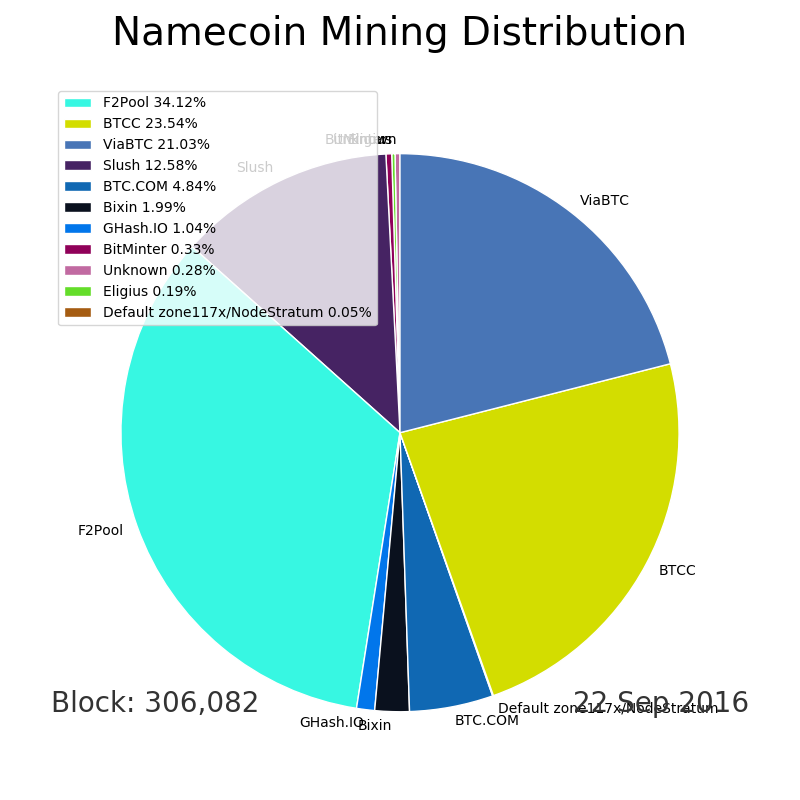 Namecoin Mining Distribution
F2Pool 34.12%
BTCC 23.54%
ViaBTC 21.03%
Slush 12.58%
BTC.COM 4.84%
Bixin 1.99%
GHash.IO 1.04%
BitMinter 0.33%
Unknown 0.28%
Eligius 0.19%
Default zone117x/NodeStratum 0.05%
Slush
ViaBTC
F2Pool
BTCC
Block: 306,082
22 Sep 2016
Default zone117x/NodeStratum
GHash.IO
Bixin
BTC.COM